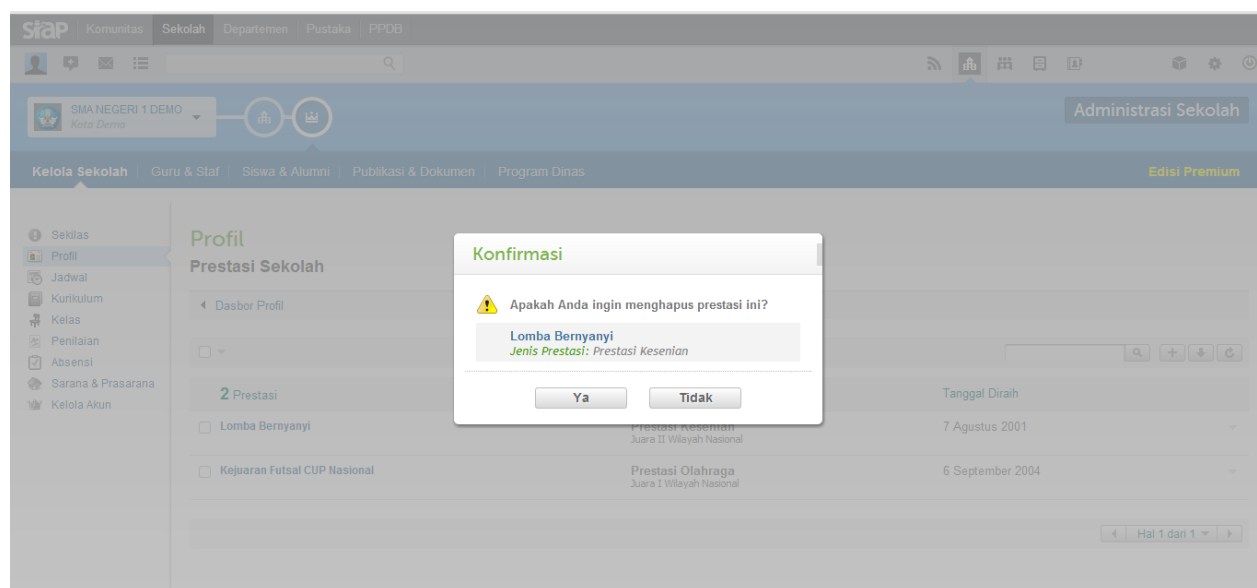 siap Komunitas Sekolah Departemen Pustaka PPDB
SMA NEGERI 1 DEMO
Kota Demo
Administrasi Sekolah
Kelola Sekolah Guru & Staf Siswa & Alumni Publikasi & Dokumen Program Dinas Edisi Premium
Sekilas
Profil
Jadwal
Kurikulum
Kelas
Penilaian
Absensi
Sarana & Prasarana
Kelola Akun
Profil
Prestasi Sekolah
Dasbor Profil
Konfirmasi
Apakah Anda ingin menghapus prestasi ini?
Lomba Bernyanyi
Jenis Prestasi: Prestasi Kesenian
Ya Tidak
2 Prestasi Tanggal Diraih
Lomba Bernyanyi Prestasi Kesenian 7 Agustus 2001
Juara II Wilayah Nasional
Kejuaran Futsal CUP Nasional Prestasi Olahraga 6 September 2004
Juara I Wilayah Nasional
Hal 1 dari 1